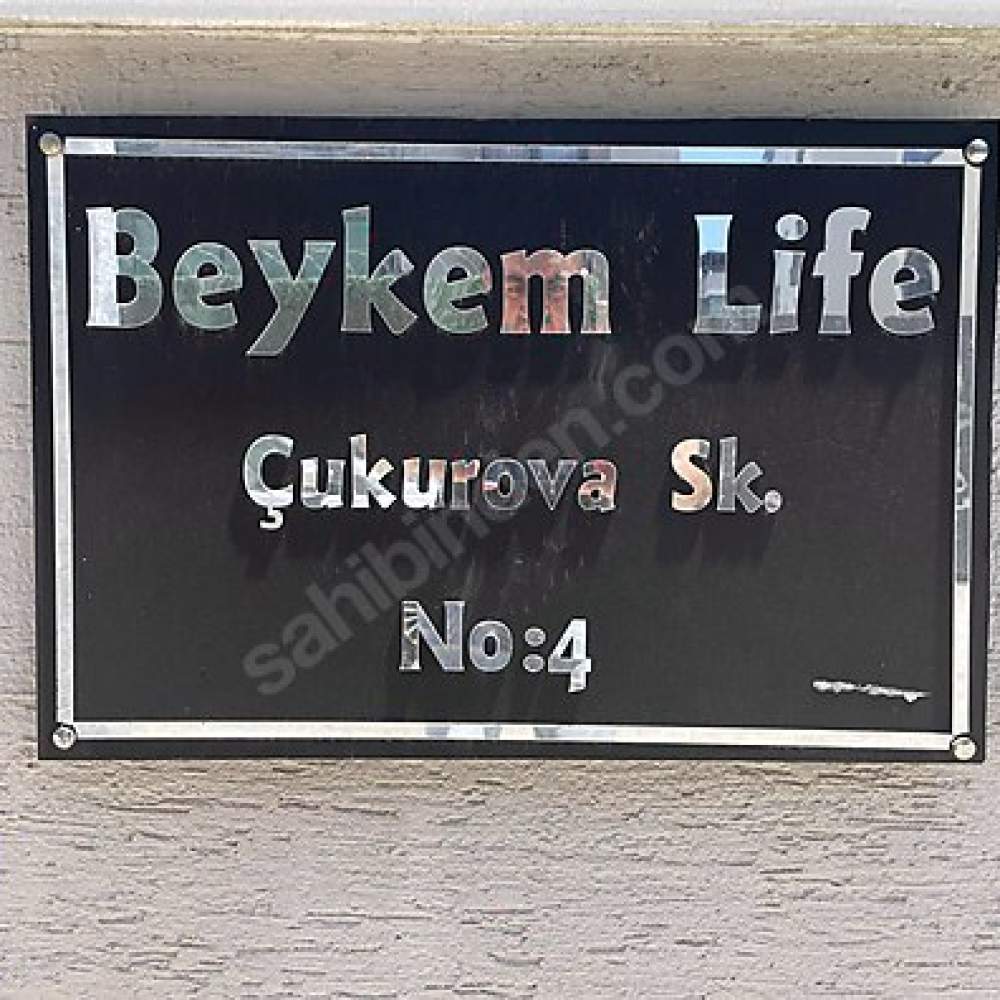 Beykem Life
Çukurova Sk.
No:4
sahibinden.com